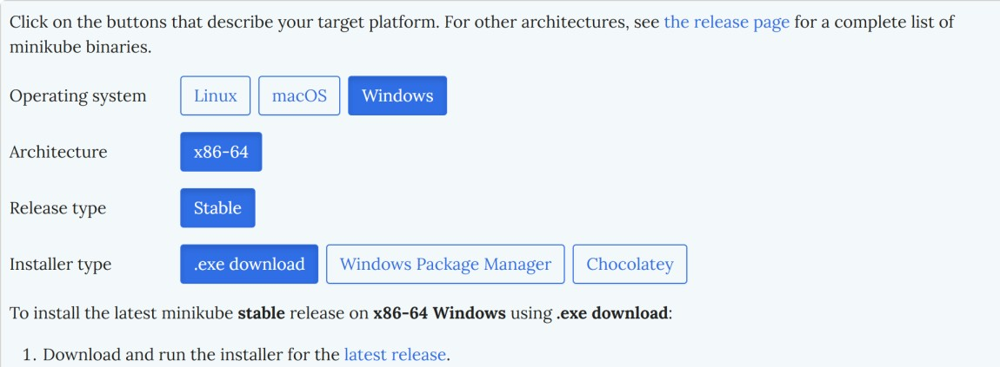 Click on the buttons that describe your target platform. For other architectures, see the release page for a complete list of
minikube binaries.
Operating system Linux macOS Windows
Architecture x86-64
Release type Stable
Installer type .exe download Windows Package Manager Chocolatey
To install the latest minikube stable release on x86-64 Windows using .exe download:
1. Download and run the installer for the latest release.